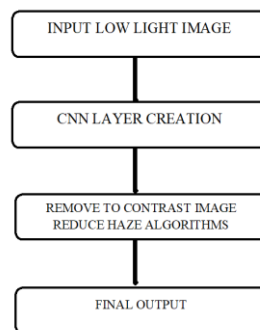 INPUT LOW LIGHT IMAGE
CNN LAYER CREATION
REMOVE TO CONTRAST IMAGE
REDUCE HAZE ALGORITHMS
FINAL OUTPUT